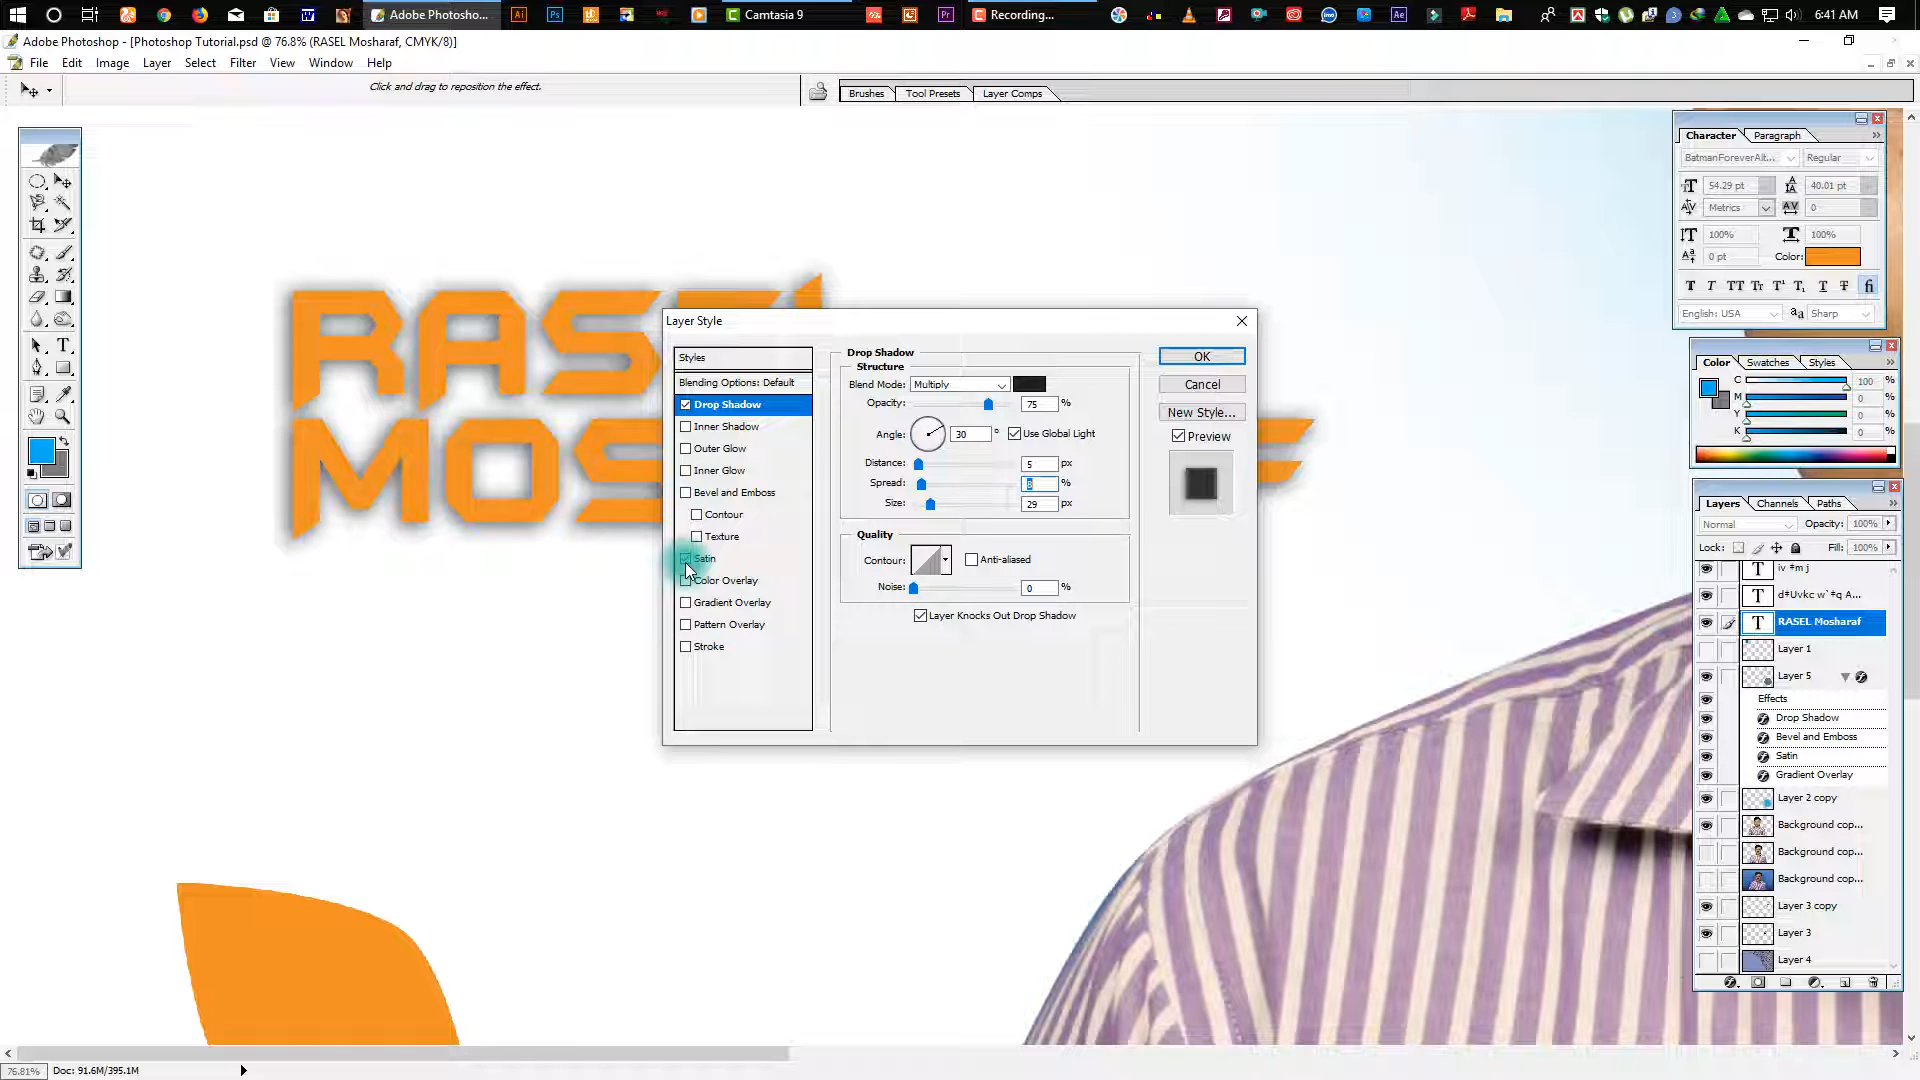 Adobe Photosho...
Camtasia 9
Recording...
6:41 AM
Adobe Photoshop - [Photoshop Tutorial.psd @ 76.8% (RASEL Mosharaf, CMYK/8)]
File Edit Image Layer Select Filter View Window Help
Click and drag to reposition the effect.
Brushes Tool Presets Layer Comps
Character Paragraph
BatmanForeverAlt... Regular
54.29 pt 40.01 pt
Metrics 0
100% 100%
0 pt Color:
English: USA Sharp
Color Swatches Styles
C 100 %
M 0 %
Y 0 %
K 0 %
Layers Channels Paths
Normal Opacity: 100%
Lock: Fill: 100%
iv ‡m j
d‡Uvkc w`‡q A...
RASEL Mosharaf
Layer 1
Layer 5
Effects
Drop Shadow
Bevel and Emboss
Satin
Gradient Overlay
Layer 2 copy
Background cop...
Background cop...
Background cop...
Layer 3 copy
Layer 3
Layer 4
Layer Style
Styles
Blending Options: Default
Drop Shadow
Inner Shadow
Outer Glow
Inner Glow
Bevel and Emboss
Contour
Texture
Satin
Color Overlay
Gradient Overlay
Pattern Overlay
Stroke
Drop Shadow
Structure
Blend Mode: Multiply
Opacity: 75 %
Angle: 30 ° Use Global Light
Distance: 5 px
Spread: 8 %
Size: 29 px
Quality
Contour: Anti-aliased
Noise: 0 %
Layer Knocks Out Drop Shadow
OK
Cancel
New Style...
Preview
76.81% Doc: 91.6M/395.1M